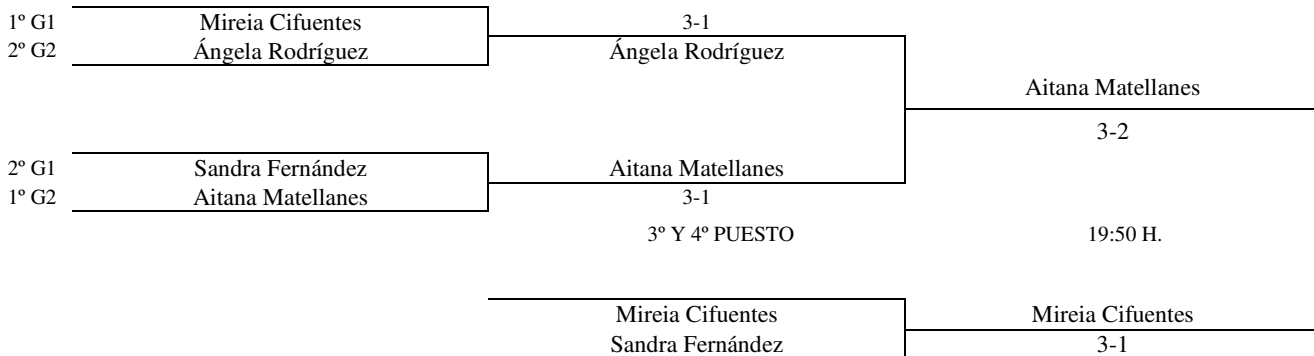 1º G1 Mireia Cifuentes 3-1
2º G2 Ángela Rodríguez Ángela Rodríguez
Aitana Matellanes
3-2
2º G1 Sandra Fernández Aitana Matellanes
1º G2 Aitana Matellanes 3-1
3º Y 4º PUESTO 19:50 H.
Mireia Cifuentes Mireia Cifuentes
Sandra Fernández 3-1